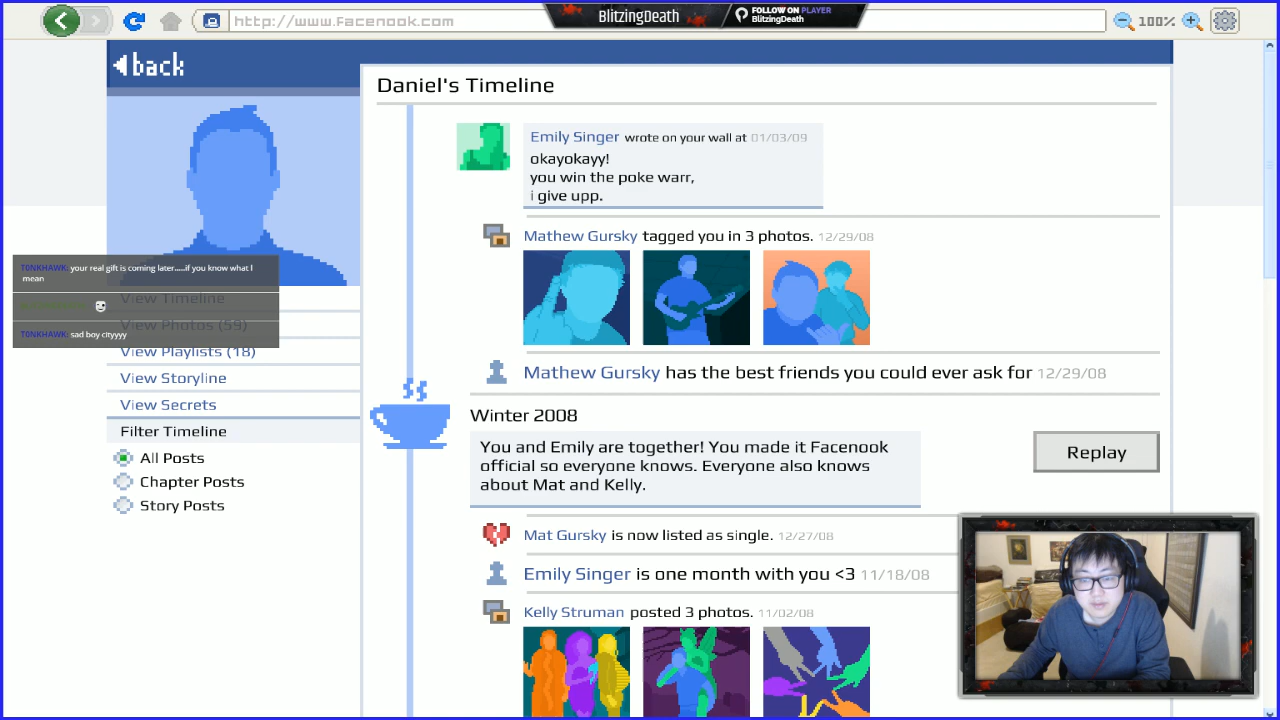 http://www.Facenook.com
BlitzingDeath
FOLLOW ON PLAYER
BlitzingDeath
100%
back
Daniel's Timeline
Emily Singer wrote on your wall at 01/03/09
okayokayy!
you win the poke warr,
i give upp.
Mathew Gursky tagged you in 3 photos. 12/29/08
T0NKHAWK: your real gift is coming later.....if you know what I
mean
View Timeline
View Photos (59)
T0NKHAWK: sad boy cityyyy
View Playlists (18)
View Storyline
View Secrets
Filter Timeline
All Posts
Chapter Posts
Story Posts
Mathew Gursky has the best friends you could ever ask for 12/29/08
Winter 2008
You and Emily are together! You made it Facenook
official so everyone knows. Everyone also knows
about Mat and Kelly.
Replay
Mat Gursky is now listed as single. 12/27/08
Emily Singer is one month with you <3 11/18/08
Kelly Struman posted 3 photos. 11/02/08